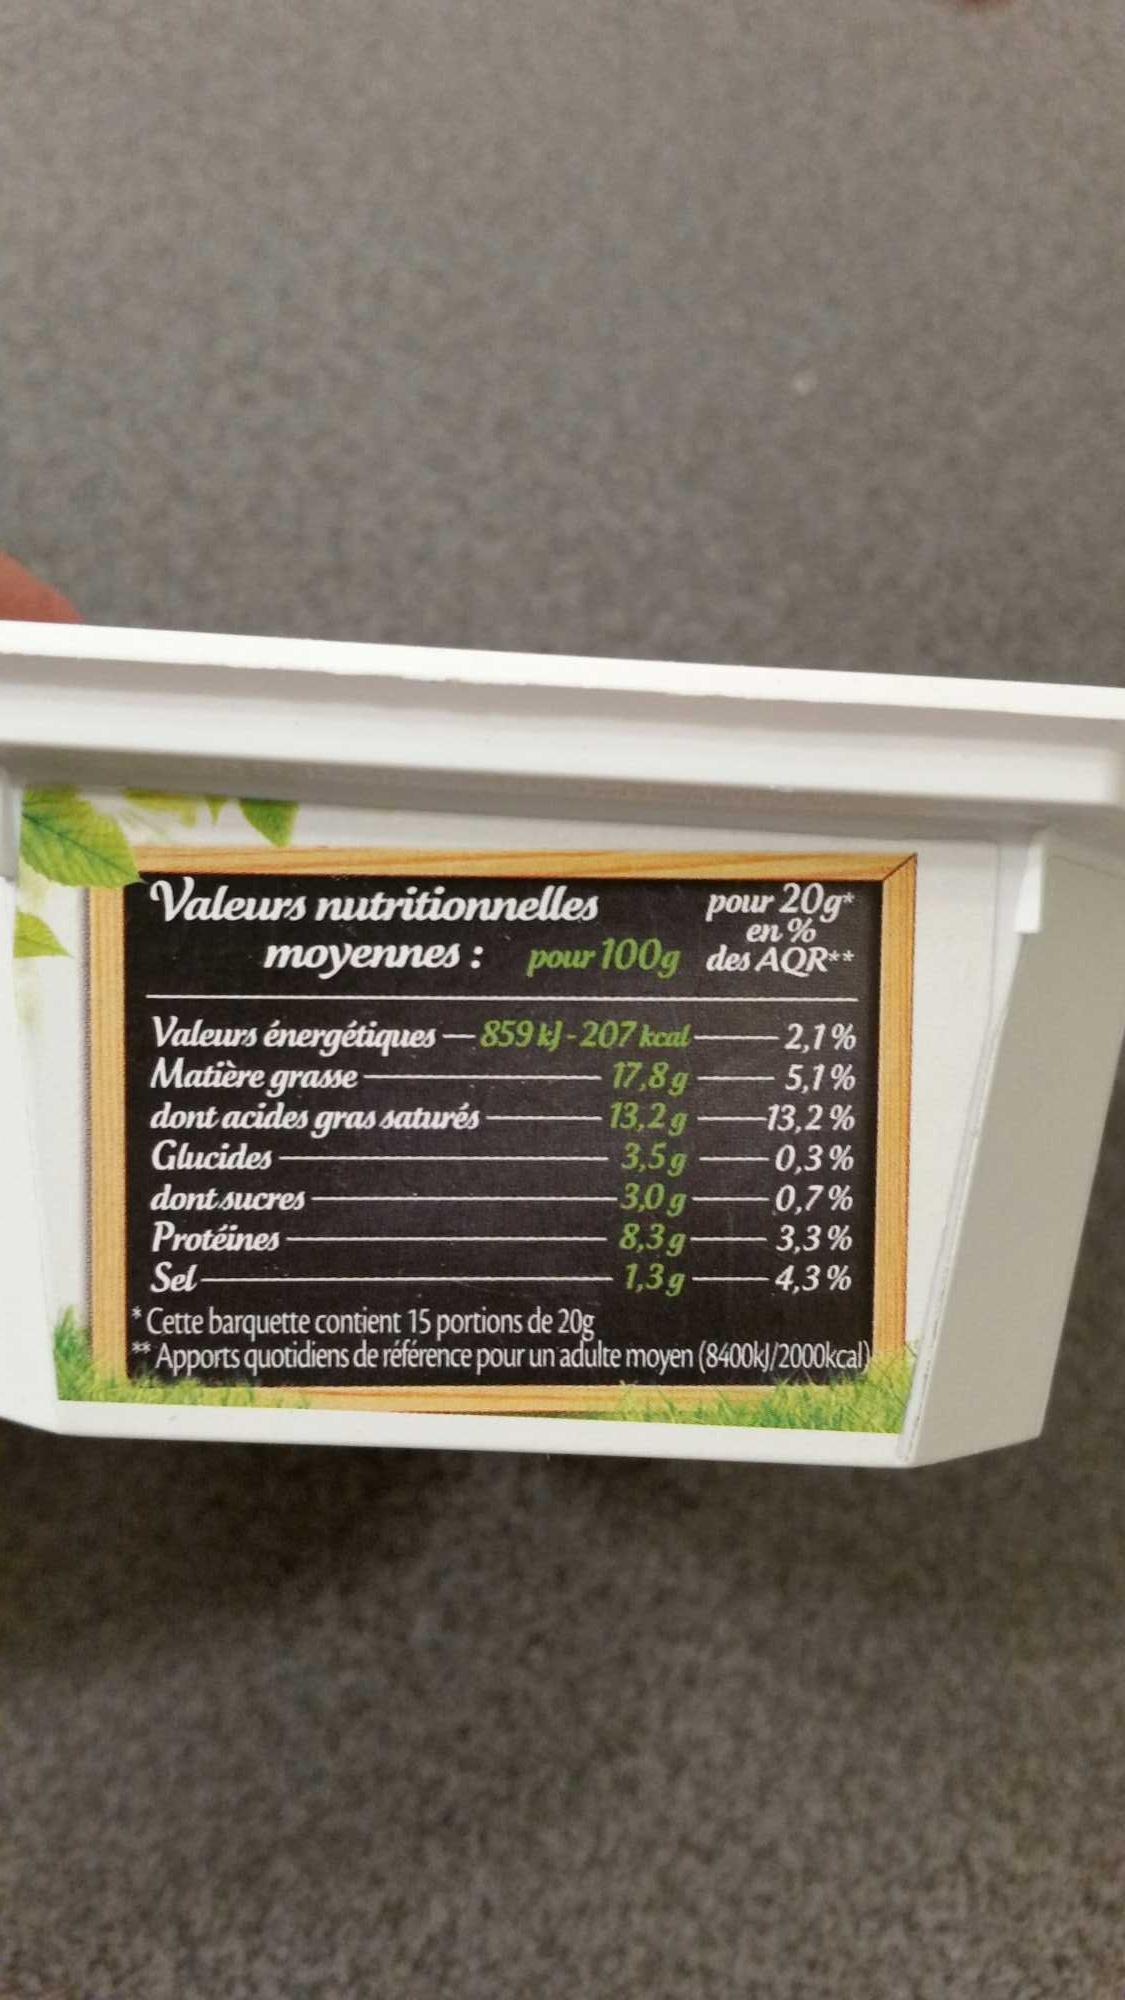 Valeurs nutritionnelles pour 20g*
en %
moyennes : pour 100g des AQR**
Valeurs énergétiques 859 kJ - 207 kcal 2,1%
Matière grasse 17,8 g 5,1%
dont acides gras saturés 13,2 g 13,2%
Glucides 3,5 g 0,3%
dont sucres 3,0 g 0,7%
Protéines 8,3 g 3,3%
Sel 1,3 g 4,3%
* Cette barquette contient 15 portions de 20g
** Apports quotidiens de référence pour un adulte moyen (8400kJ/2000kcal)